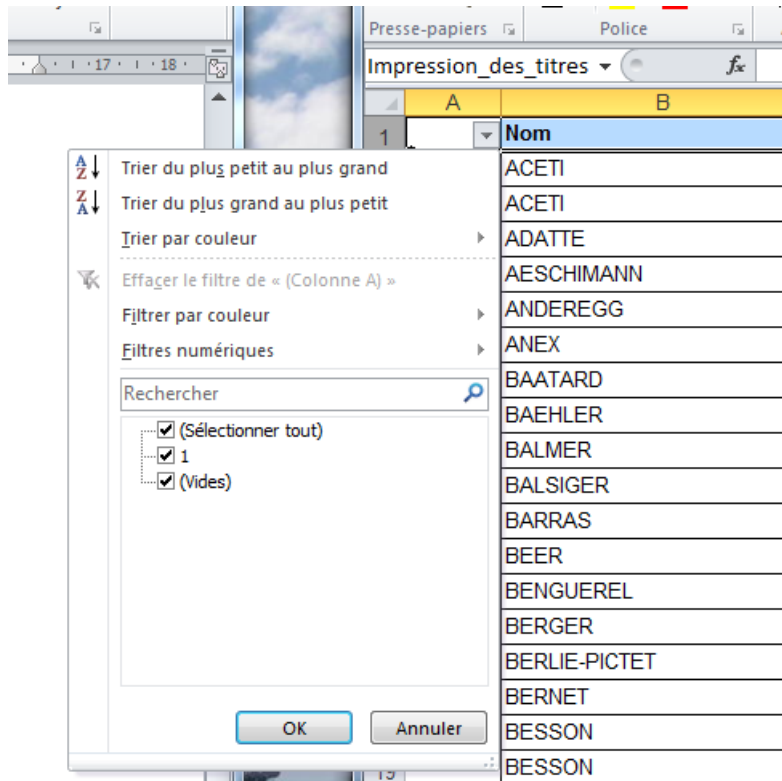 Presse-papiers Police
17 18
Impression_des_titres fx
A B
1 Nom
Trier du plus petit au plus grand
Trier du plus grand au plus petit
Trier par couleur
Effacer le filtre de « (Colonne A) »
Filtrer par couleur
Filtres numériques
Rechercher
(Sélectionner tout)
1
(Vides)
OK Annuler
ACETI
ACETI
ADATTE
AESCHIMANN
ANDEREGG
ANEX
BAATARD
BAEHLER
BALMER
BALSIGER
BARRAS
BEER
BENGUEREL
BERGER
BERLIE-PICTET
BERNET
BESSON
19 BESSON